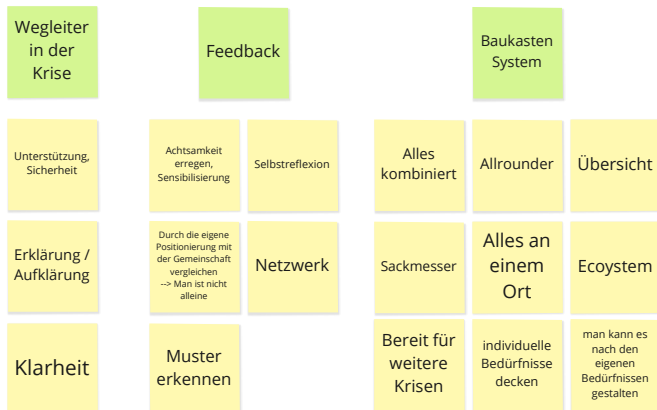 Wegleiter
in der
Krise
Feedback
Baukasten
System
Unterstützung,
Sicherheit
Achtsamkeit
erregen,
Sensibilisierung
Selbstreflexion
Alles
kombiniert
Allrounder
Übersicht
Erklärung /
Aufklärung
Durch die eigene
Positionierung mit
der Gemeinschaft
vergleichen
--> Man ist nicht
alleine
Netzwerk
Sackmesser
Alles an
einem
Ort
Ecoystem
Klarheit
Muster
erkennen
Bereit für
weitere
Krisen
individuelle
Bedürfnisse
decken
man kann es
nach den
eigenen
Bedürfnissen
gestalten